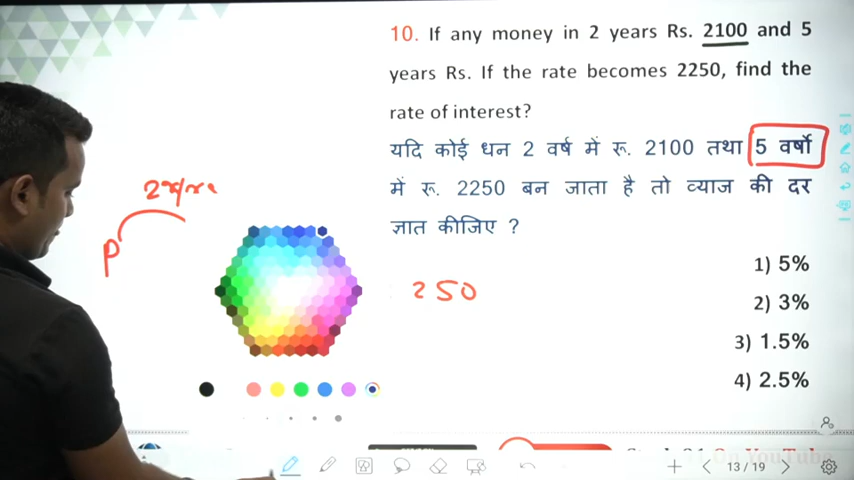 10. If any money in 2 years Rs. 2100 and 5
years Rs. If the rate becomes 2250, find the
rate of interest?
यदि कोई धन 2 वर्ष में रू. 2100 तथा 5 वर्षो
में रू. 2250 बन जाता है तो व्याज की दर
ज्ञात कीजिए ?
P
250
1) 5%
2) 3%
3) 1.5%
4) 2.5%
On YouTube
13 / 19